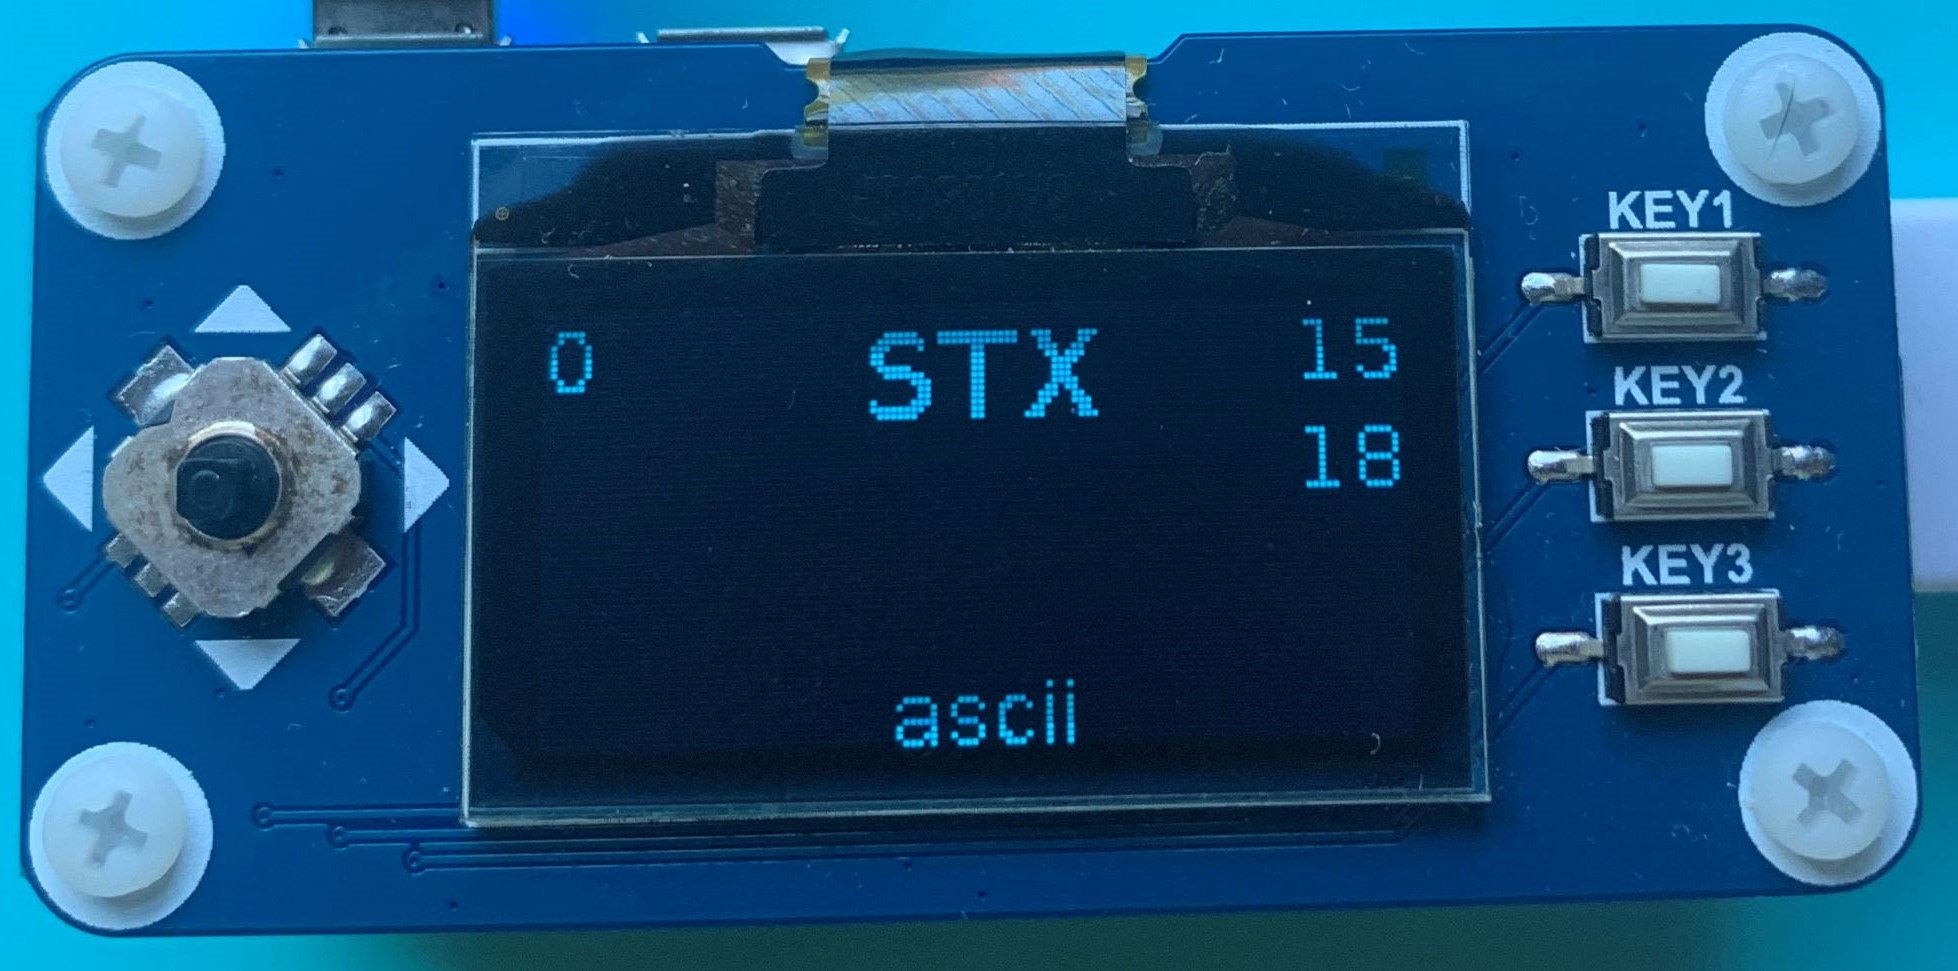 0 STX 15
18
ascii
KEY1
KEY2
KEY3